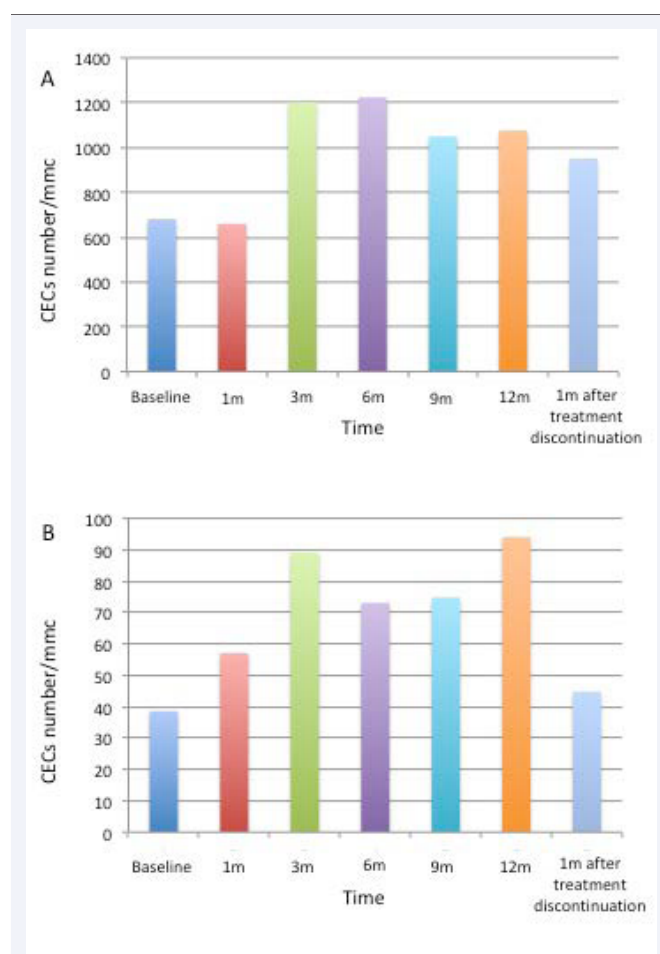 A
1400
1200
1000
800
600
400
200
0
CECs number/mmc
Baseline 1m 3m 6m 9m 12m 1m after
treatment
discontinuation
Time
B
100
90
80
70
60
50
40
30
20
10
0
CECs number/mmc
Baseline 1m 3m 6m 9m 12m 1m after
treatment
discontinuation
Time